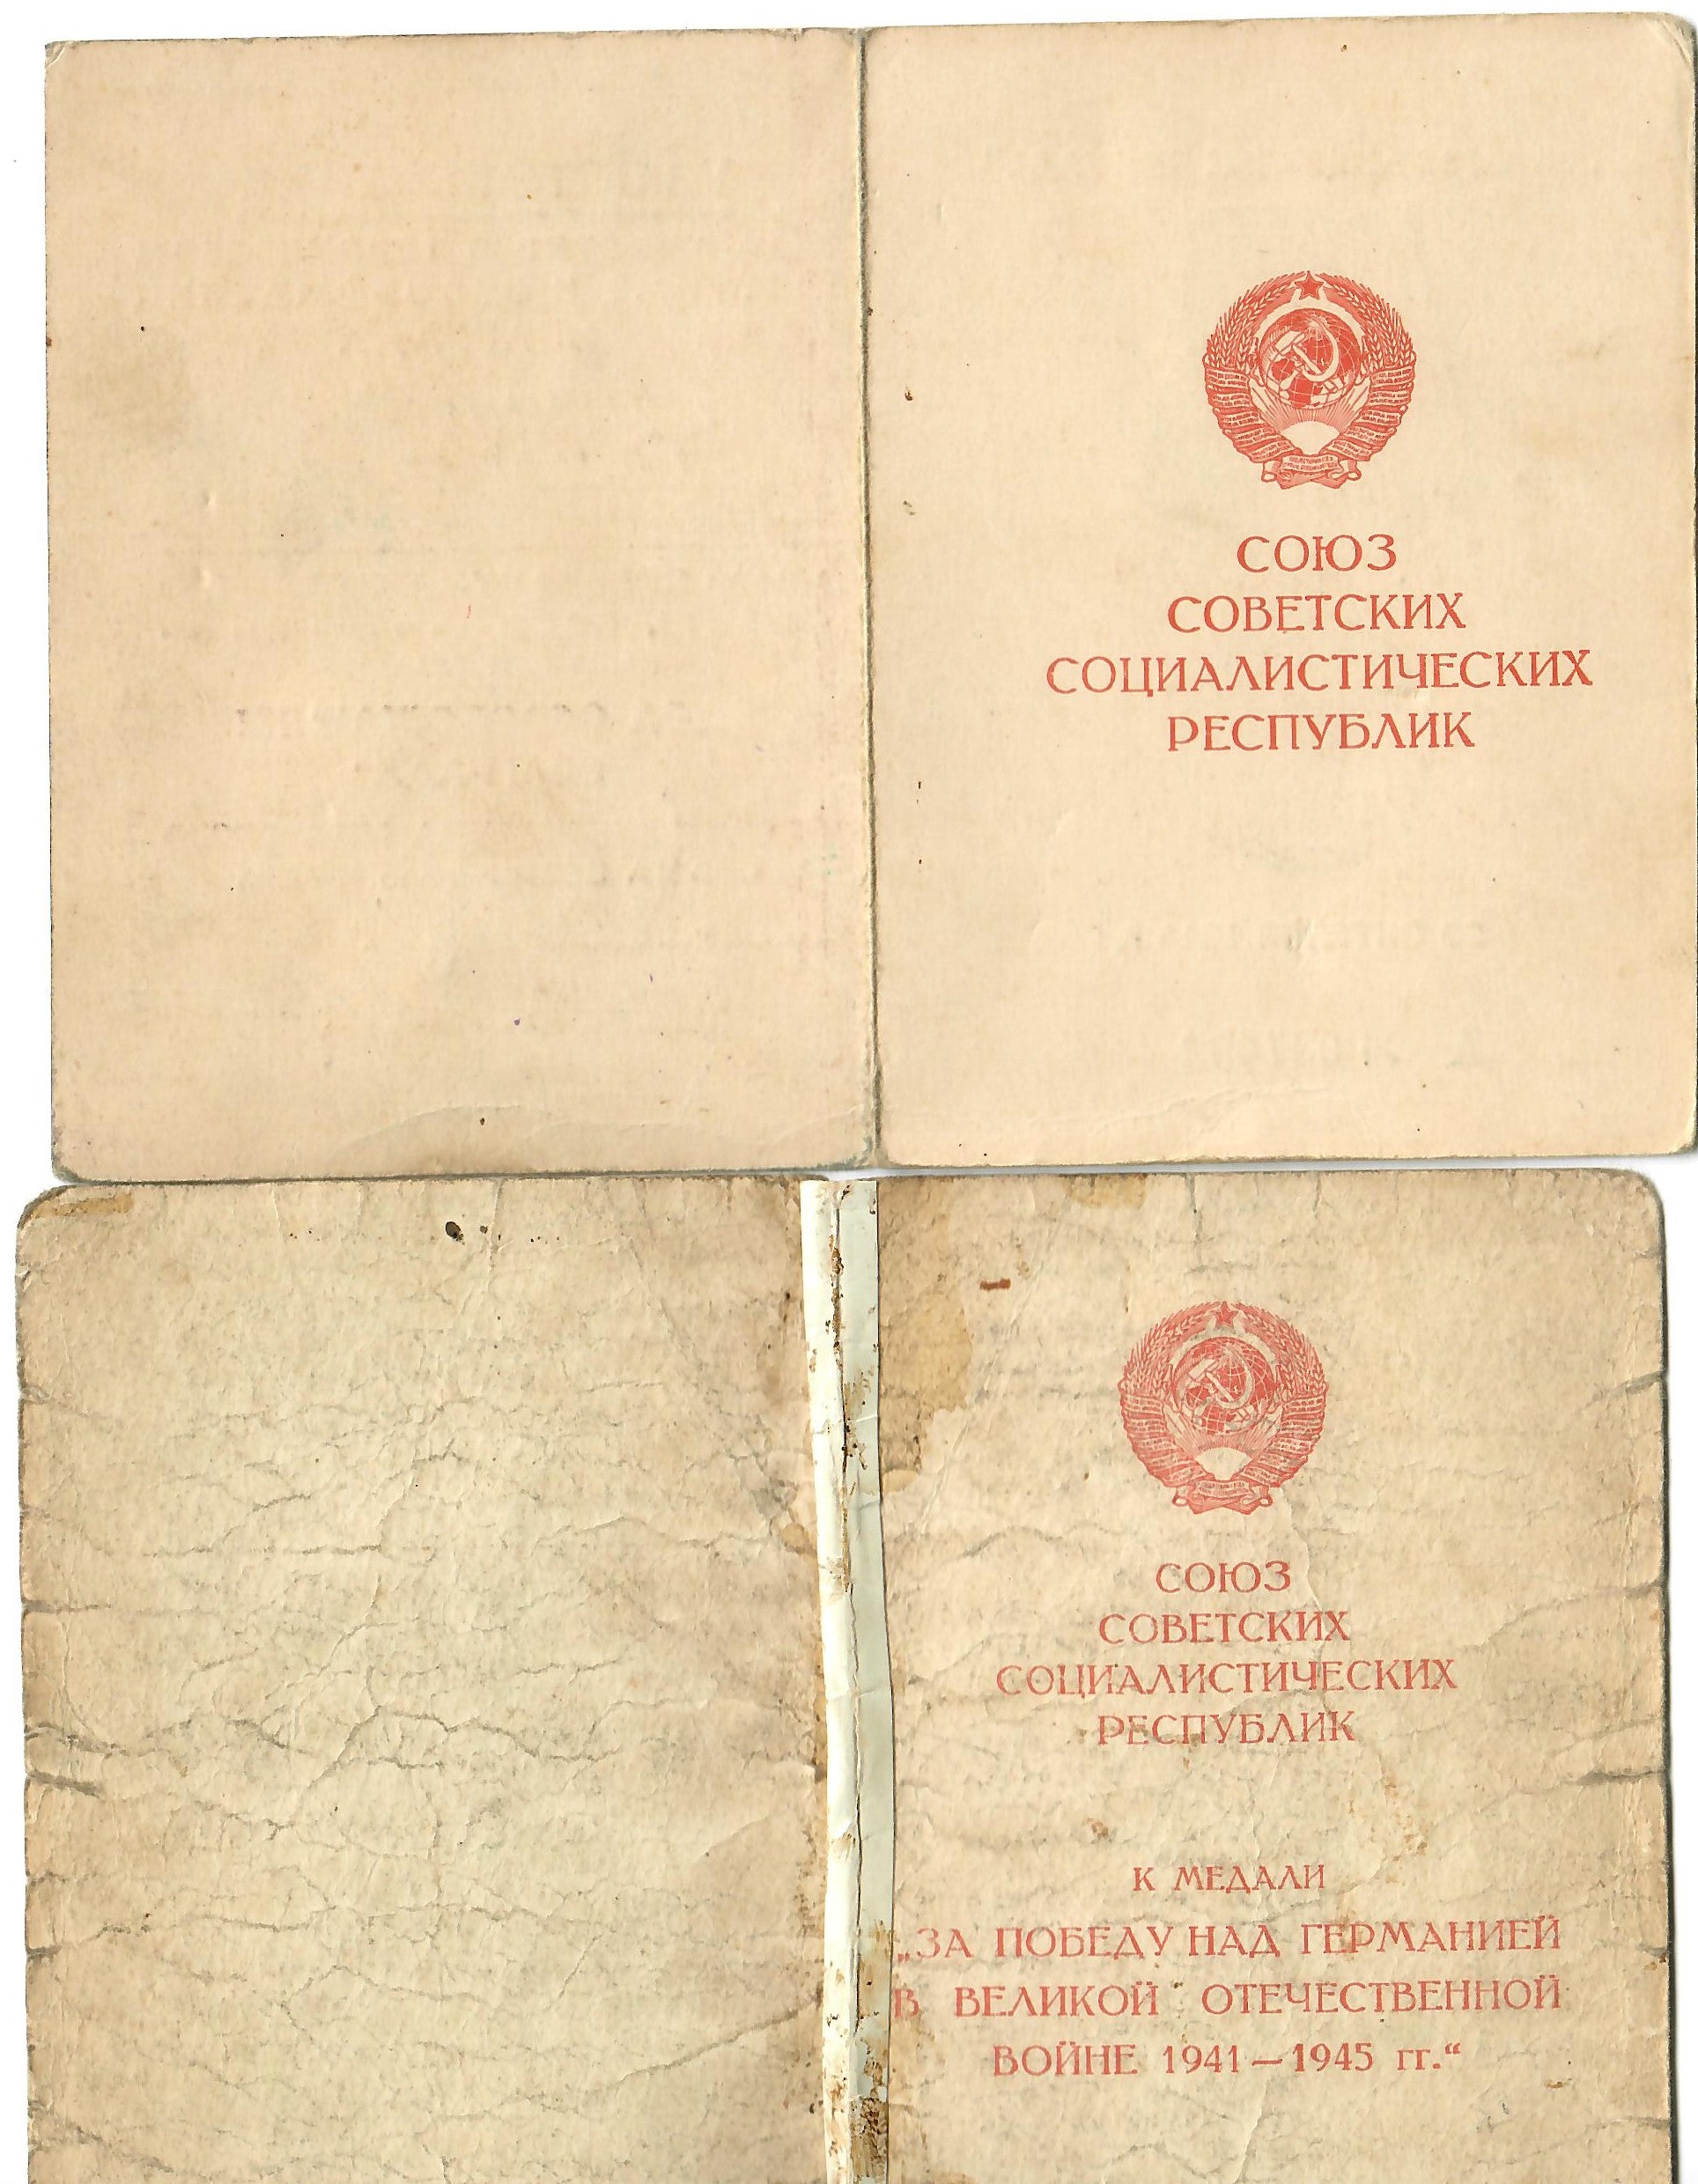 СОЮЗ
СОВЕТСКИХ
СОЦИАЛИСТИЧЕСКИХ
РЕСПУБЛИК
СОЮЗ
СОВЕТСКИХ
СОЦИАЛИСТИЧЕСКИХ
РЕСПУБЛИК
К МЕДАЛИ
„ЗА ПОБЕДУ НАД ГЕРМАНИЕЙ
В ВЕЛИКОЙ ОТЕЧЕСТВЕННОЙ
ВОЙНЕ 1941—1945 гг.“